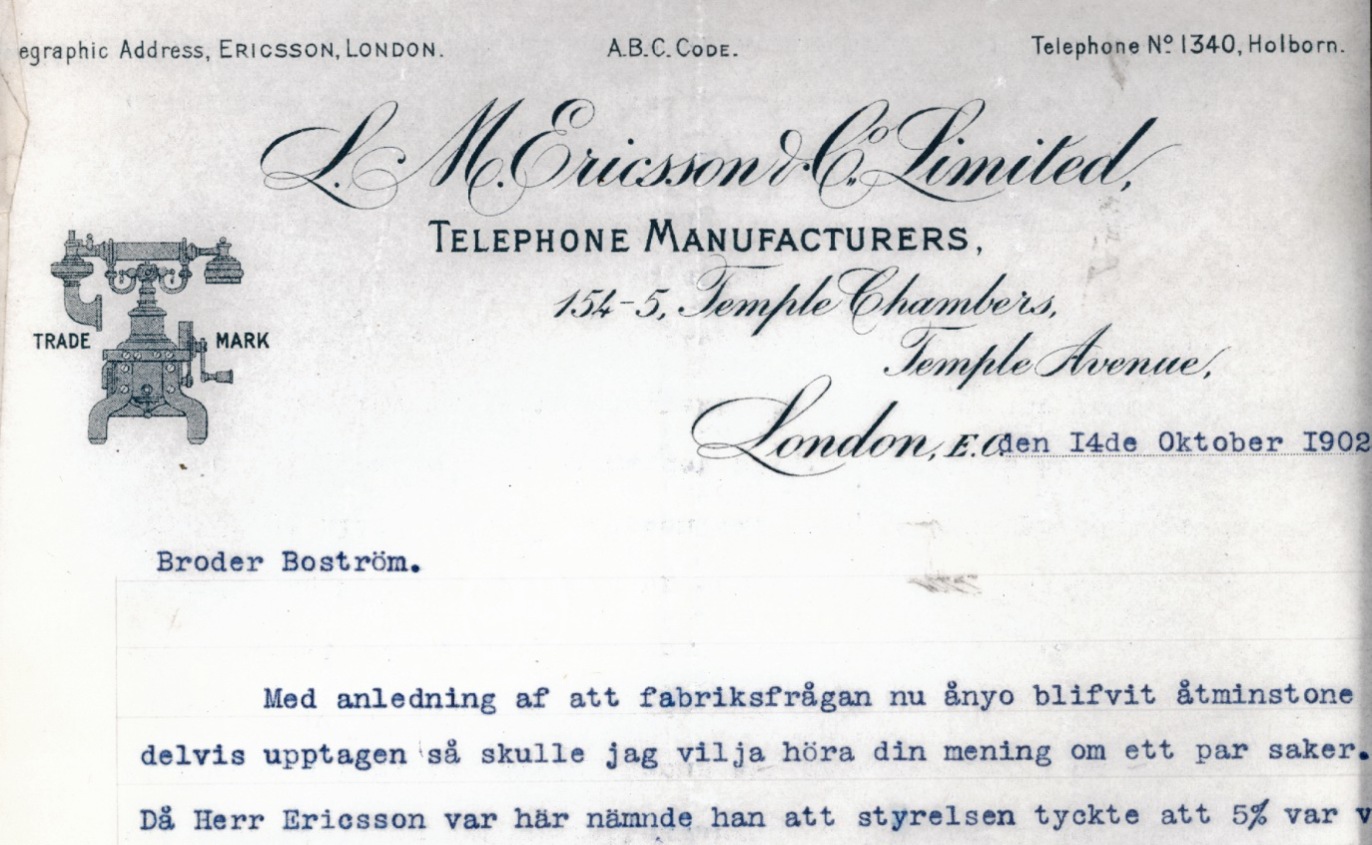 egraphic Address, ERICSSON, LONDON. A.B.C. CODE. Telephone Nº 1340, Holborn.
L. M. Ericsson & Cº Limited,
TELEPHONE MANUFACTURERS,
154-5, Temple Chambers,
TRADE MARK
Temple Avenue,
London, E.C. den 14de Oktober 1902
Broder Boström.
Med anledning af att fabriksfrågan nu ånyo blifvit åtminstone
delvis upptagen så skulle jag vilja höra din mening om ett par saker.
Då Herr Ericsson var här nämnde han att styrelsen tyckte att 5% var v